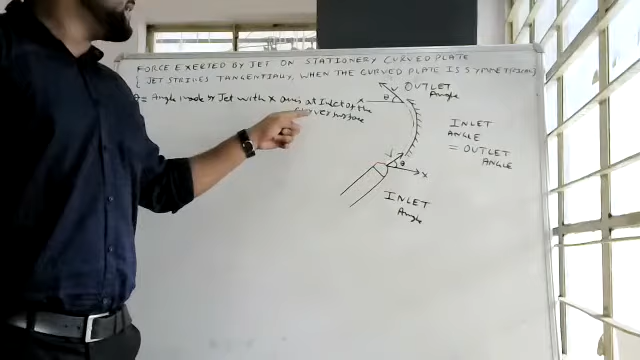 FORCE EXERTED BY JET ON STATIONERY CURVED PLATE
[ JET STRIKES TANGENTIALLY, WHEN THE CURVED PLATE IS SYMMETRICAL]
θ = Angle made by Jet with X axis at Inlet of the
curved surface
V OUTLET
Angle
X θ
INLET
ANGLE
= OUTLET
ANGLE
V
θ
X
INLET
Angle